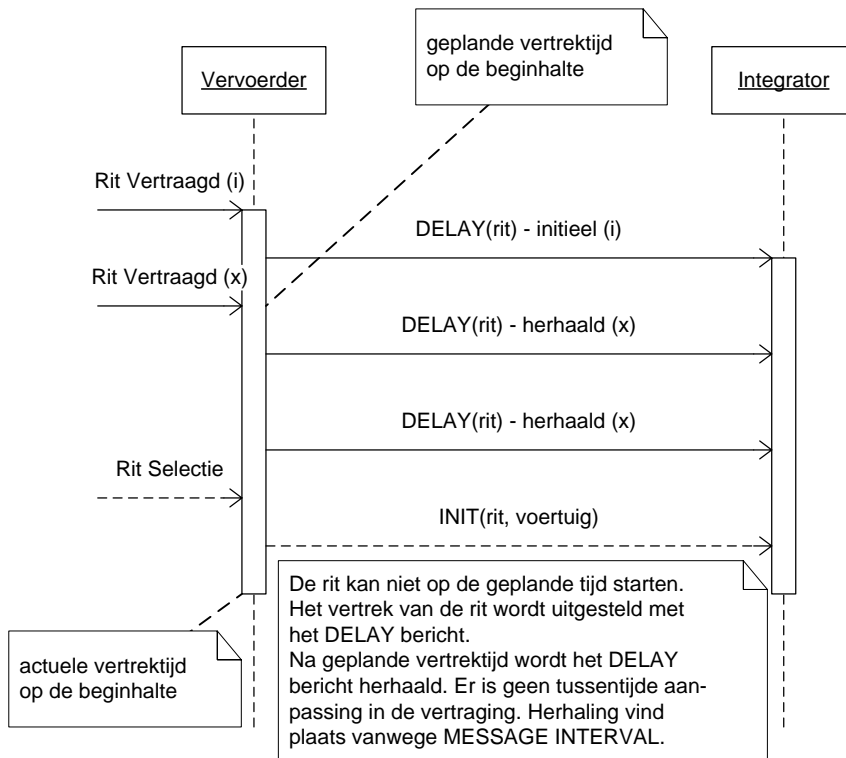 geplande vertrektijd
op de beginhalte
Vervoerder
Integrator
Rit Vertraagd (i)
DELAY(rit) - initieel (i)
Rit Vertraagd (x)
DELAY(rit) - herhaald (x)
DELAY(rit) - herhaald (x)
Rit Selectie
INIT(rit, voertuig)
De rit kan niet op de geplande tijd starten.
Het vertrek van de rit wordt uitgesteld met
het DELAY bericht.
Na geplande vertrektijd wordt het DELAY
bericht herhaald. Er is geen tussentijde aan-
passing in de vertraging. Herhaling vind
plaats vanwege MESSAGE INTERVAL.
actuele vertrektijd
op de beginhalte